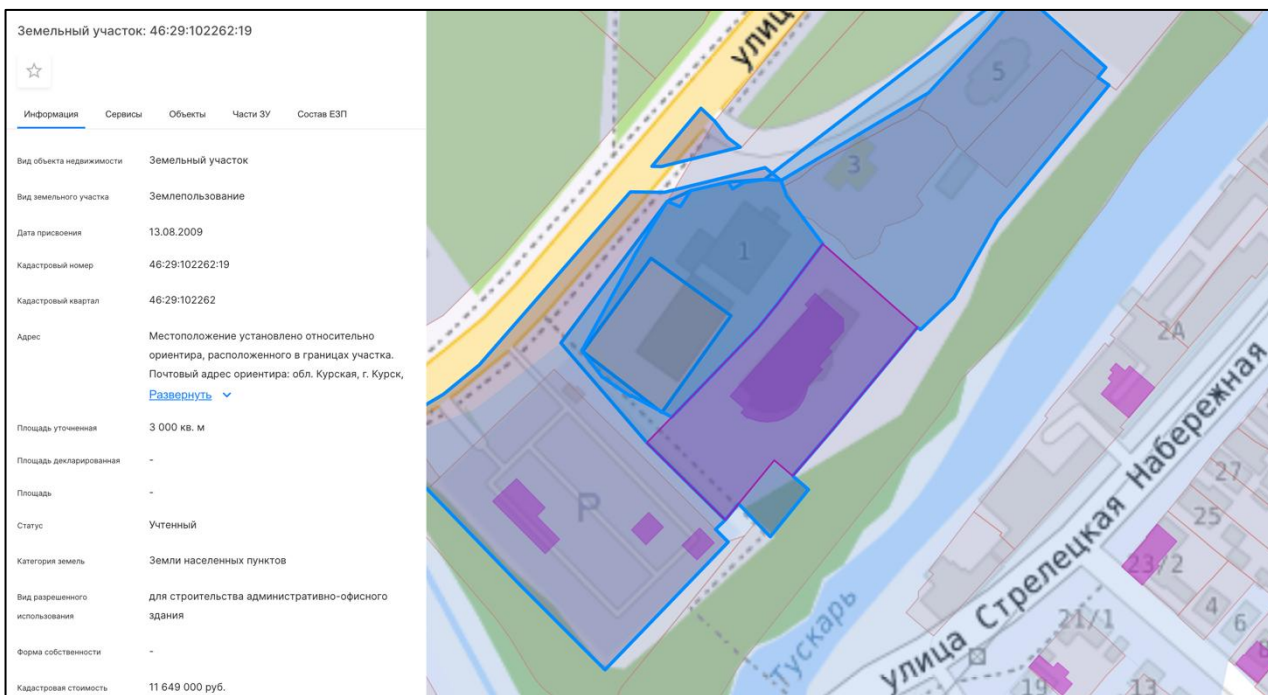 Земельный участок: 46:29:102262:19
Информация Сервисы Объекты Части ЗУ Состав ЕЗП
Вид объекта недвижимости Земельный участок
Вид земельного участка Землепользование
Дата присвоения 13.08.2009
Кадастровый номер 46:29:102262:19
Кадастровый квартал 46:29:102262
Адрес Местоположение установлено относительно
ориентира, расположенного в границах участка.
Почтовый адрес ориентира: обл. Курская, г. Курск,
Развернуть
Площадь уточненная 3 000 кв. м
Площадь декларированная -
Площадь -
Статус Учтенный
Категория земель Земли населенных пунктов
Вид разрешенного
использования
для строительства административно-офисного
здания
Форма собственности -
Кадастровая стоимость 11 649 000 руб.
улиц
5
3
1
P
2А
улица Стрелецкая Набережная
Тускарь
27
25
23/2
4
6
21/1
19
13